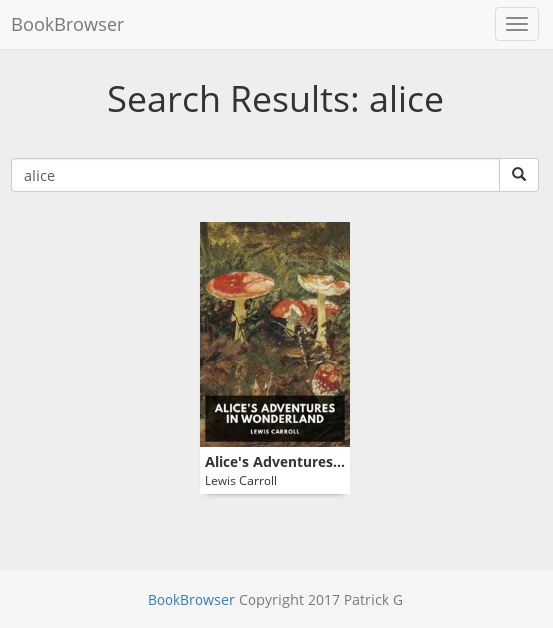 BookBrowser
Search Results: alice
alice
ALICE'S ADVENTURES
IN WONDERLAND
LEWIS CARROLL
Alice's Adventures...
Lewis Carroll
BookBrowser Copyright 2017 Patrick G